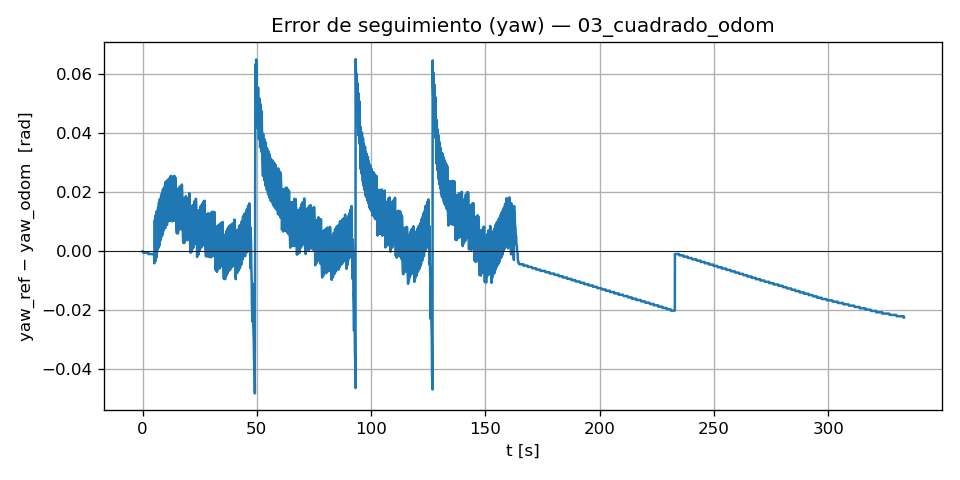 Error de seguimiento (yaw) — 03_cuadrado_odom
yaw_ref − yaw_odom  [rad]
0.06
0.04
0.02
0.00
−0.02
−0.04
0 50 100 150 200 250 300
t [s]